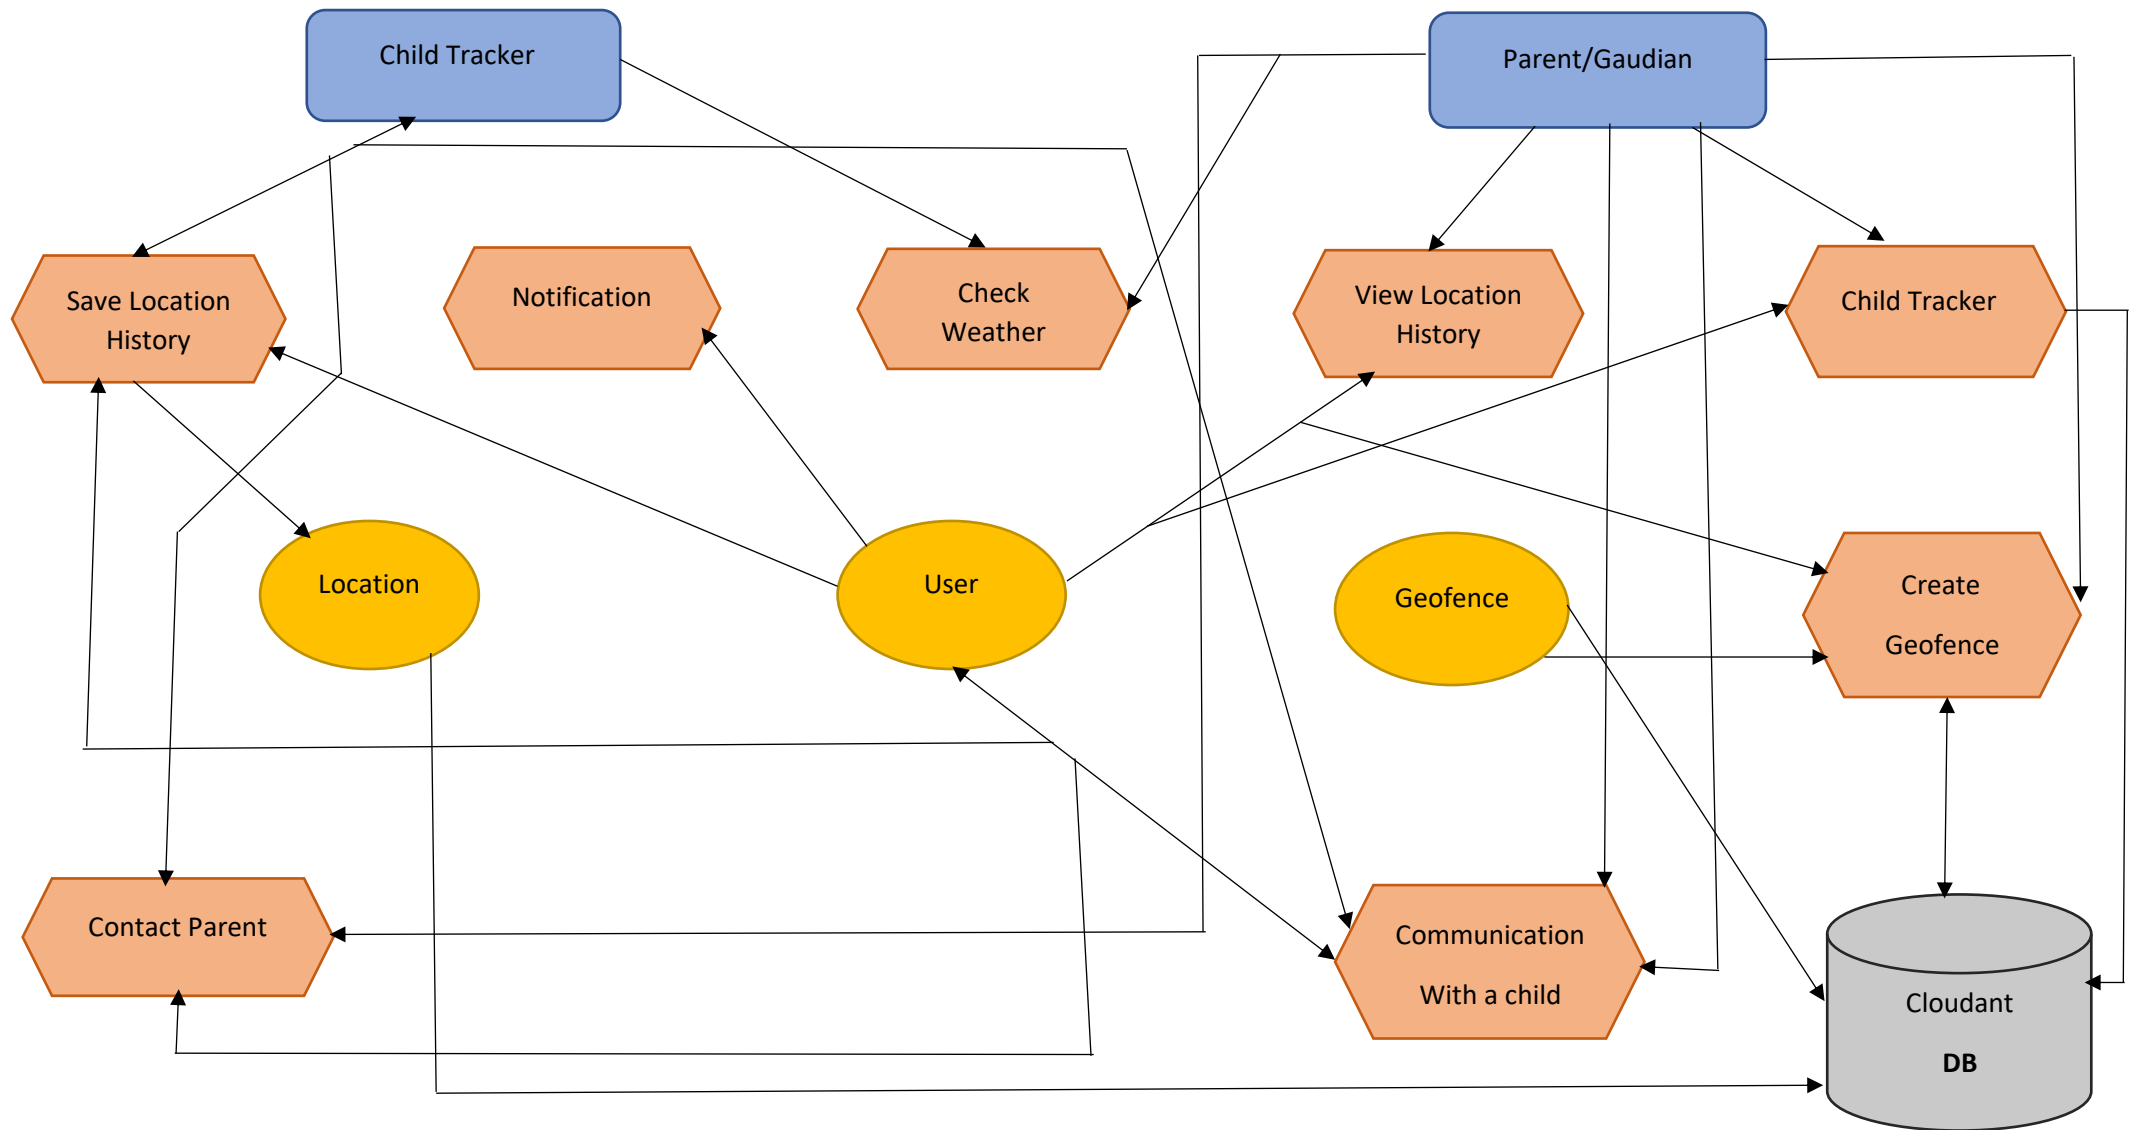 Child Tracker
Parent/Gaudian
Save Location
History
Notification
Check
Weather
View Location
History
Child Tracker
Location
User
Geofence
Create
Geofence
Contact Parent
Communication
With a child
Cloudant
DB